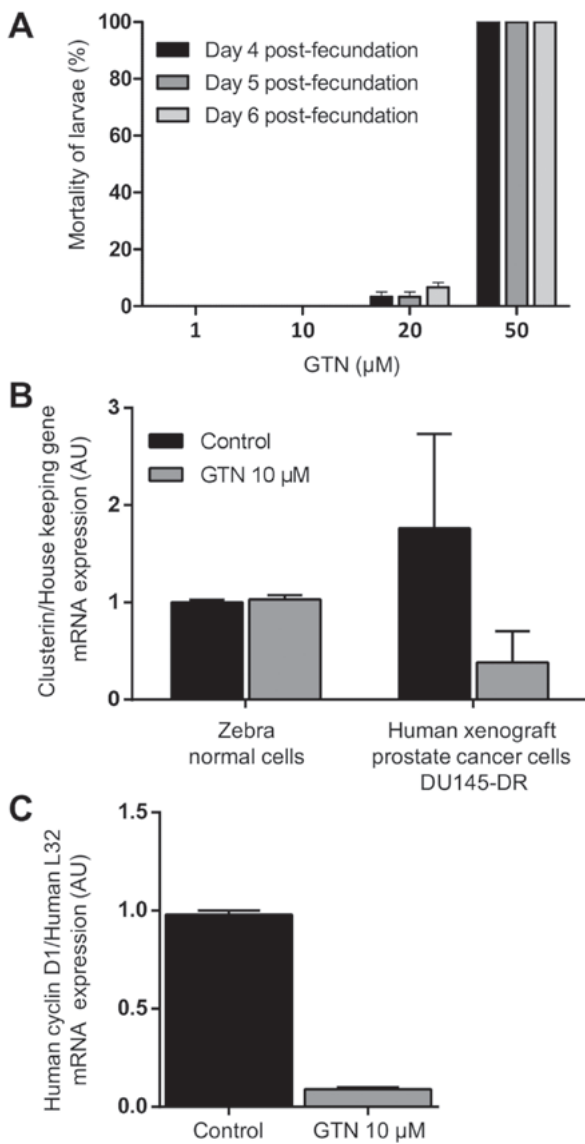 A
Mortality of larvae (%)
100
80
60
40
20
0
Day 4 post-fecundation
Day 5 post-fecundation
Day 6 post-fecundation
1 10 20 50
GTN (µM)
B
Clusterin/House keeping gene
mRNA expression (AU)
3
2
1
0
Control
GTN 10 µM
Zebra
normal cells
Human xenograft
prostate cancer cells
DU145-DR
C
Human cyclin D1/Human L32
mRNA expression (AU)
1.5
1.0
0.5
0.0
Control GTN 10 µM